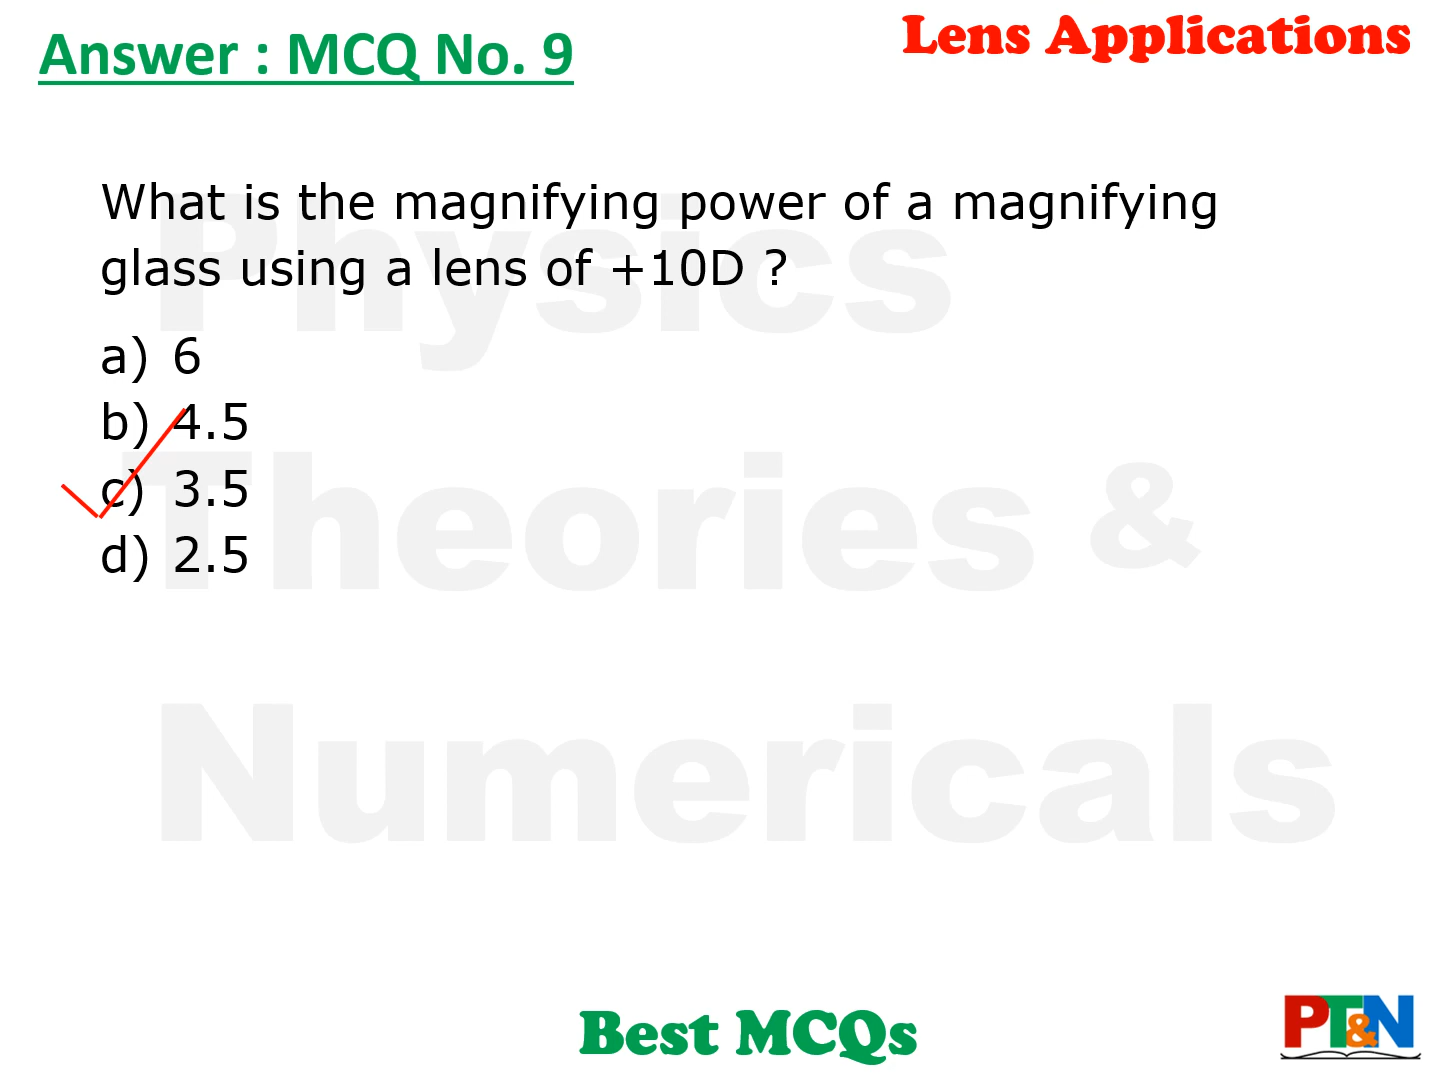 Answer : MCQ No. 9
Lens Applications
What is the magnifying power of a magnifying
glass using a lens of +10D ?
a) 6
b) 4.5
c) 3.5
d) 2.5
Physics
Theories &
Numericals
Best MCQs
PT&N